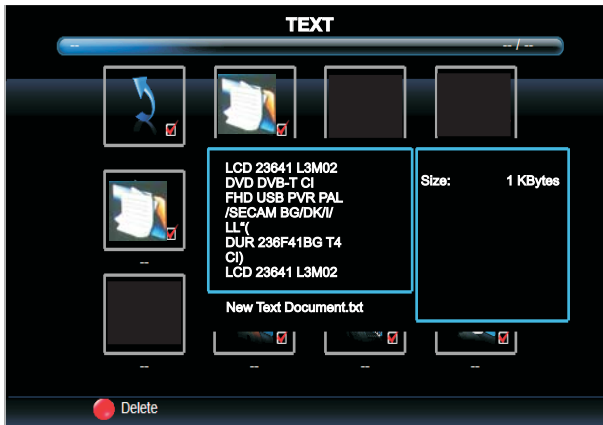 TEXT
-- -- / --
LCD 23641 L3M02
DVD DVB-T CI
FHD USB PVR PAL
/SECAM BG/DK/I/
LL"(
DUR 236F41BG T4
CI)
LCD 23641 L3M02
Size: 1 KBytes
--
New Text Document.txt
-- -- -- --
Delete